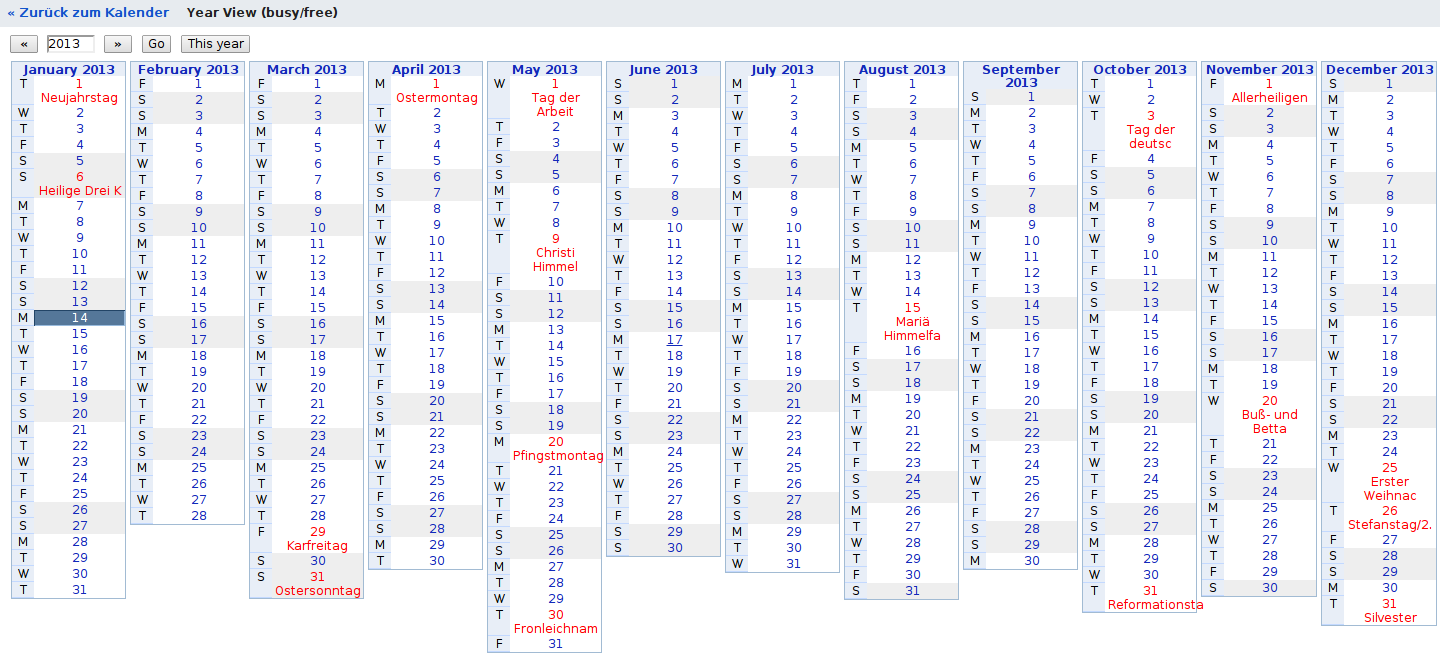 « Zurück zum Kalender Year View (busy/free)
« 2013 » Go This year
January 2013
T 1
Neujahrstag
W 2
T 3
F 4
S 5
S 6
Heilige Drei K
M 7
T 8
W 9
T 10
F 11
S 12
S 13
M 14
T 15
W 16
T 17
F 18
S 19
S 20
M 21
T 22
W 23
T 24
F 25
S 26
S 27
M 28
T 29
W 30
T 31
February 2013
F 1
S 2
S 3
M 4
T 5
W 6
T 7
F 8
S 9
S 10
M 11
T 12
W 13
T 14
F 15
S 16
S 17
M 18
T 19
W 20
T 21
F 22
S 23
S 24
M 25
T 26
W 27
T 28
March 2013
F 1
S 2
S 3
M 4
T 5
W 6
T 7
F 8
S 9
S 10
M 11
T 12
W 13
T 14
F 15
S 16
S 17
M 18
T 19
W 20
T 21
F 22
S 23
S 24
M 25
T 26
W 27
T 28
F 29
Karfreitag
S 30
S 31
Ostersonntag
April 2013
M 1
Ostermontag
T 2
W 3
T 4
F 5
S 6
S 7
M 8
T 9
W 10
T 11
F 12
S 13
S 14
M 15
T 16
W 17
T 18
F 19
S 20
S 21
M 22
T 23
W 24
T 25
F 26
S 27
S 28
M 29
T 30
May 2013
W 1
Tag der
Arbeit
T 2
F 3
S 4
S 5
M 6
T 7
W 8
T 9
Christi
Himmel
F 10
S 11
S 12
M 13
T 14
W 15
T 16
F 17
S 18
S 19
M 20
Pfingstmontag
T 21
W 22
T 23
F 24
S 25
S 26
M 27
T 28
W 29
T 30
Fronleichnam
F 31
June 2013
S 1
S 2
M 3
T 4
W 5
T 6
F 7
S 8
S 9
M 10
T 11
W 12
T 13
F 14
S 15
S 16
M 17
T 18
W 19
T 20
F 21
S 22
S 23
M 24
T 25
W 26
T 27
F 28
S 29
S 30
July 2013
M 1
T 2
W 3
T 4
F 5
S 6
S 7
M 8
T 9
W 10
T 11
F 12
S 13
S 14
M 15
T 16
W 17
T 18
F 19
S 20
S 21
M 22
T 23
W 24
T 25
F 26
S 27
S 28
M 29
T 30
W 31
August 2013
T 1
F 2
S 3
S 4
M 5
T 6
W 7
T 8
F 9
S 10
S 11
M 12
T 13
W 14
T 15
Mariä
Himmelfa
F 16
S 17
S 18
M 19
T 20
W 21
T 22
F 23
S 24
S 25
M 26
T 27
W 28
T 29
F 30
S 31
September
2013
S 1
M 2
T 3
W 4
T 5
F 6
S 7
S 8
M 9
T 10
W 11
T 12
F 13
S 14
S 15
M 16
T 17
W 18
T 19
F 20
S 21
S 22
M 23
T 24
W 25
T 26
F 27
S 28
S 29
M 30
October 2013
T 1
W 2
T 3
Tag der
deutsc
F 4
S 5
S 6
M 7
T 8
W 9
T 10
F 11
S 12
S 13
M 14
T 15
W 16
T 17
F 18
S 19
S 20
M 21
T 22
W 23
T 24
F 25
S 26
S 27
M 28
T 29
W 30
T 31
Reformationsta
November 2013
F 1
Allerheiligen
S 2
S 3
M 4
T 5
W 6
T 7
F 8
S 9
S 10
M 11
T 12
W 13
T 14
F 15
S 16
S 17
M 18
T 19
W 20
Buß- und
Betta
T 21
F 22
S 23
S 24
M 25
T 26
W 27
T 28
F 29
S 30
December 2013
S 1
M 2
T 3
W 4
T 5
F 6
S 7
S 8
M 9
T 10
W 11
T 12
F 13
S 14
S 15
M 16
T 17
W 18
T 19
F 20
S 21
S 22
M 23
T 24
W 25
Erster
Weihnac
T 26
Stefanstag/2.
F 27
S 28
S 29
M 30
T 31
Silvester